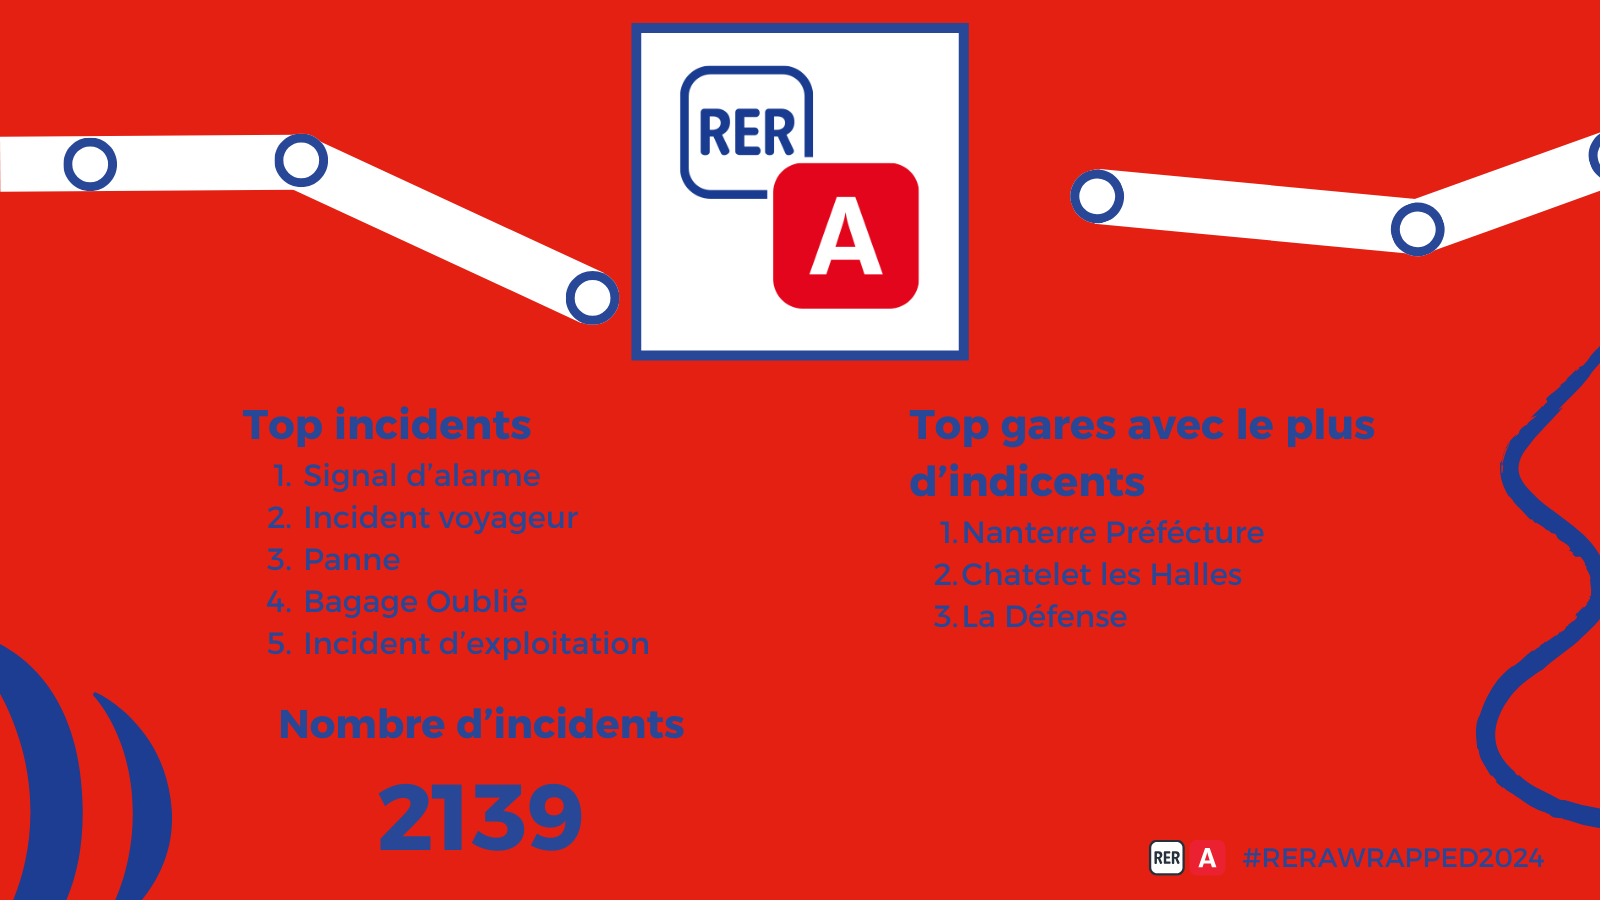 RER
A
Top incidents
1. Signal d'alarme
2. Incident voyageur
3. Panne
4. Bagage Oublié
5. Incident d'exploitation
Nombre d'incidents
2139
Top gares avec le plus
d'indicents
1. Nanterre Préfécture
2. Chatelet les Halles
3. La Défense
RER A #RERAWRAPPED2024